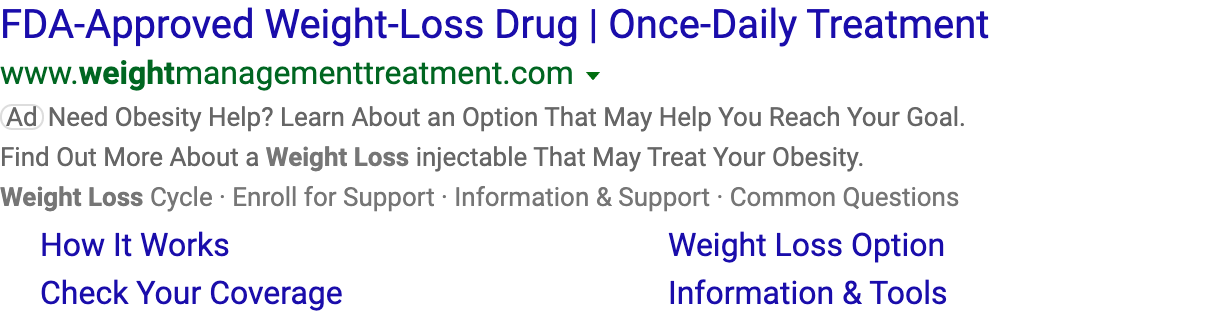 FDA-Approved Weight-Loss Drug | Once-Daily Treatment
www.weightmanagementtreatment.com
Ad Need Obesity Help? Learn About an Option That May Help You Reach Your Goal.
Find Out More About a Weight Loss injectable That May Treat Your Obesity.
Weight Loss Cycle · Enroll for Support · Information & Support · Common Questions
How It Works Weight Loss Option
Check Your Coverage Information & Tools